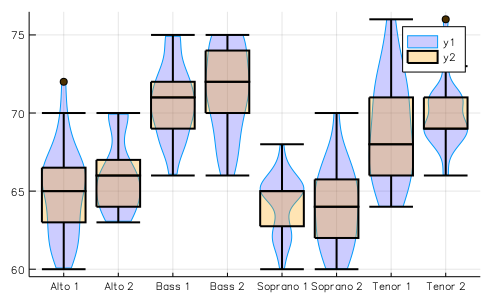 75
70
65
60
y1
y2
Alto 1 Alto 2 Bass 1 Bass 2 Soprano 1 Soprano 2 Tenor 1 Tenor 2